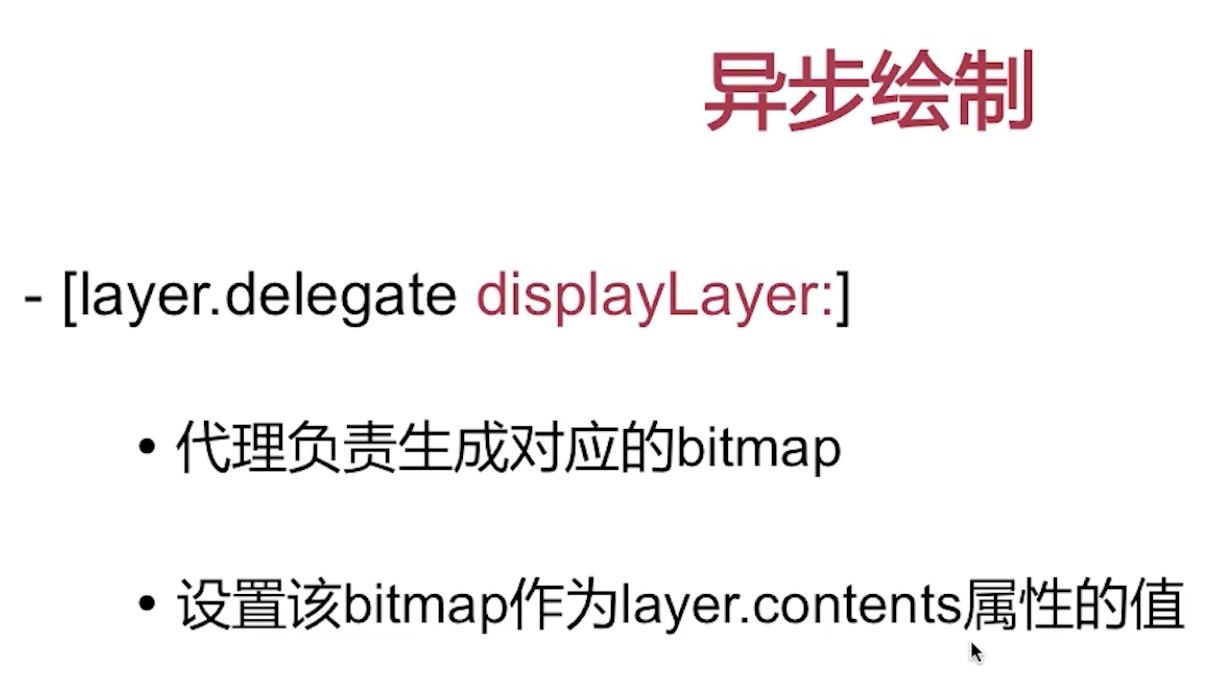 异步绘制
- [layer.delegate displayLayer:]
• 代理负责生成对应的bitmap
• 设置该bitmap作为layer.contents属性的值